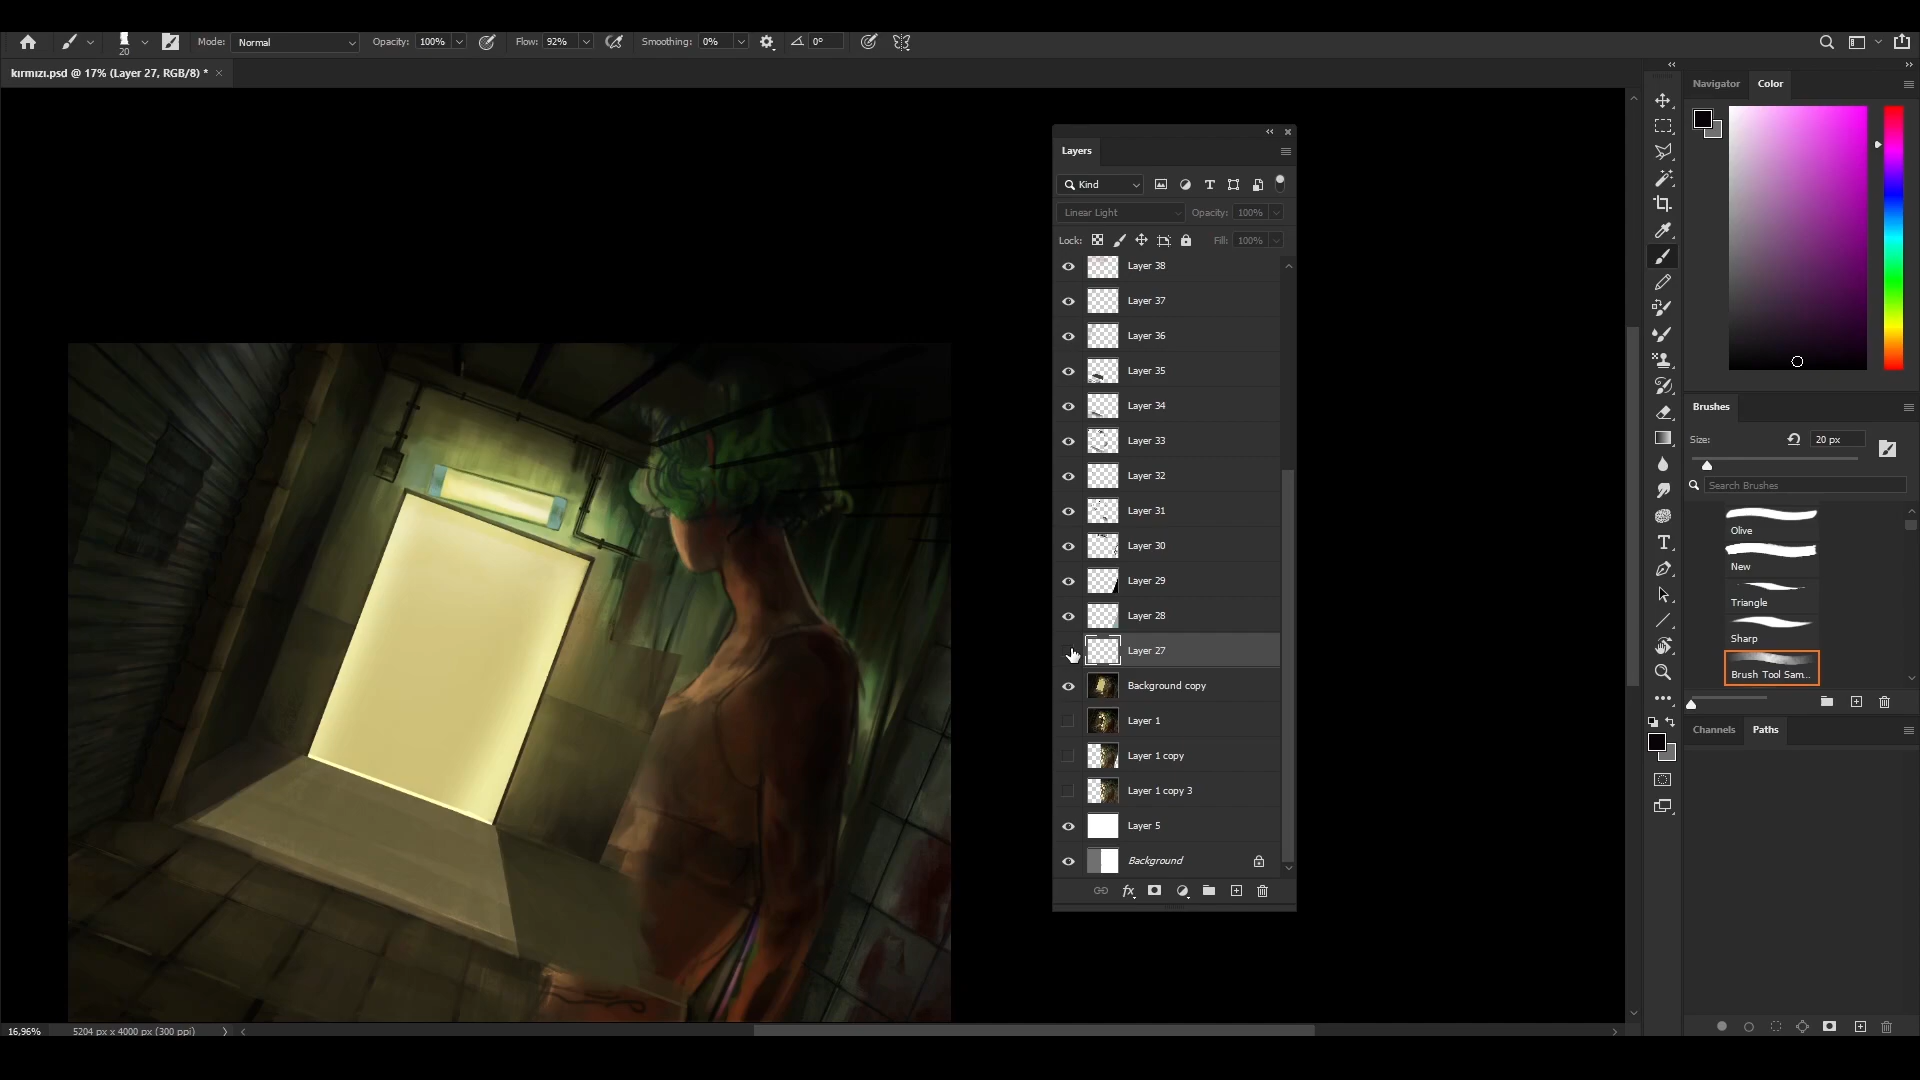 Mode: Normal Opacity: 100% Flow: 92% Smoothing: 0% 0°
20
kırmızı.psd @ 17% (Layer 27, RGB/8) *
Navigator Color
Layers
Kind
Linear Light Opacity: 100%
Lock: Fill: 100%
Layer 38
Layer 37
Layer 36
Layer 35
Layer 34
Layer 33
Layer 32
Layer 31
Layer 30
Layer 29
Layer 28
Layer 27
Background copy
Layer 1
Layer 1 copy
Layer 1 copy 3
Layer 5
Background
fx
Brushes
Size: 20 px
Search Brushes
Olive
New
Triangle
Sharp
Brush Tool Sam...
Channels Paths
16,96% 5204 px x 4000 px (300 ppi)